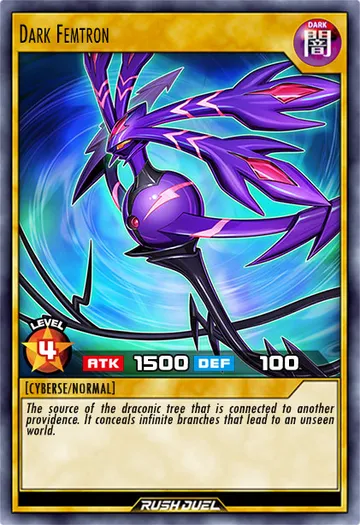 DARK FEMTRON
DARK
闇
LEVEL
4
ATK 1500 DEF 100
[CYBERSE/NORMAL]
The source of the draconic tree that is connected to another
providence. It conceals infinite branches that lead to an unseen
world.
RUSH DUEL